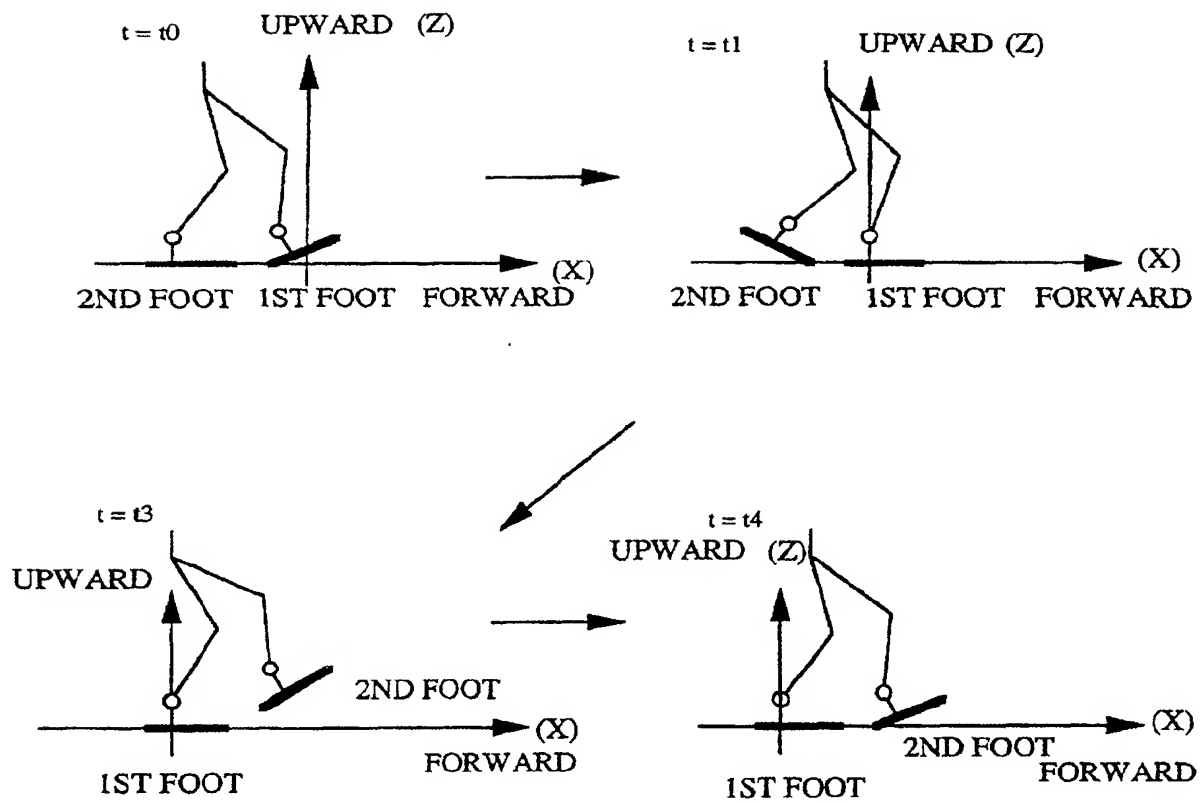 t = t0
UPWARD (Z)
(X)
2ND FOOT 1ST FOOT FORWARD
t = t1
UPWARD (Z)
(X)
2ND FOOT 1ST FOOT FORWARD
t = t3
UPWARD
2ND FOOT
(X)
FORWARD
1ST FOOT
t = t4
UPWARD (Z)
(X)
2ND FOOT
FORWARD
1ST FOOT